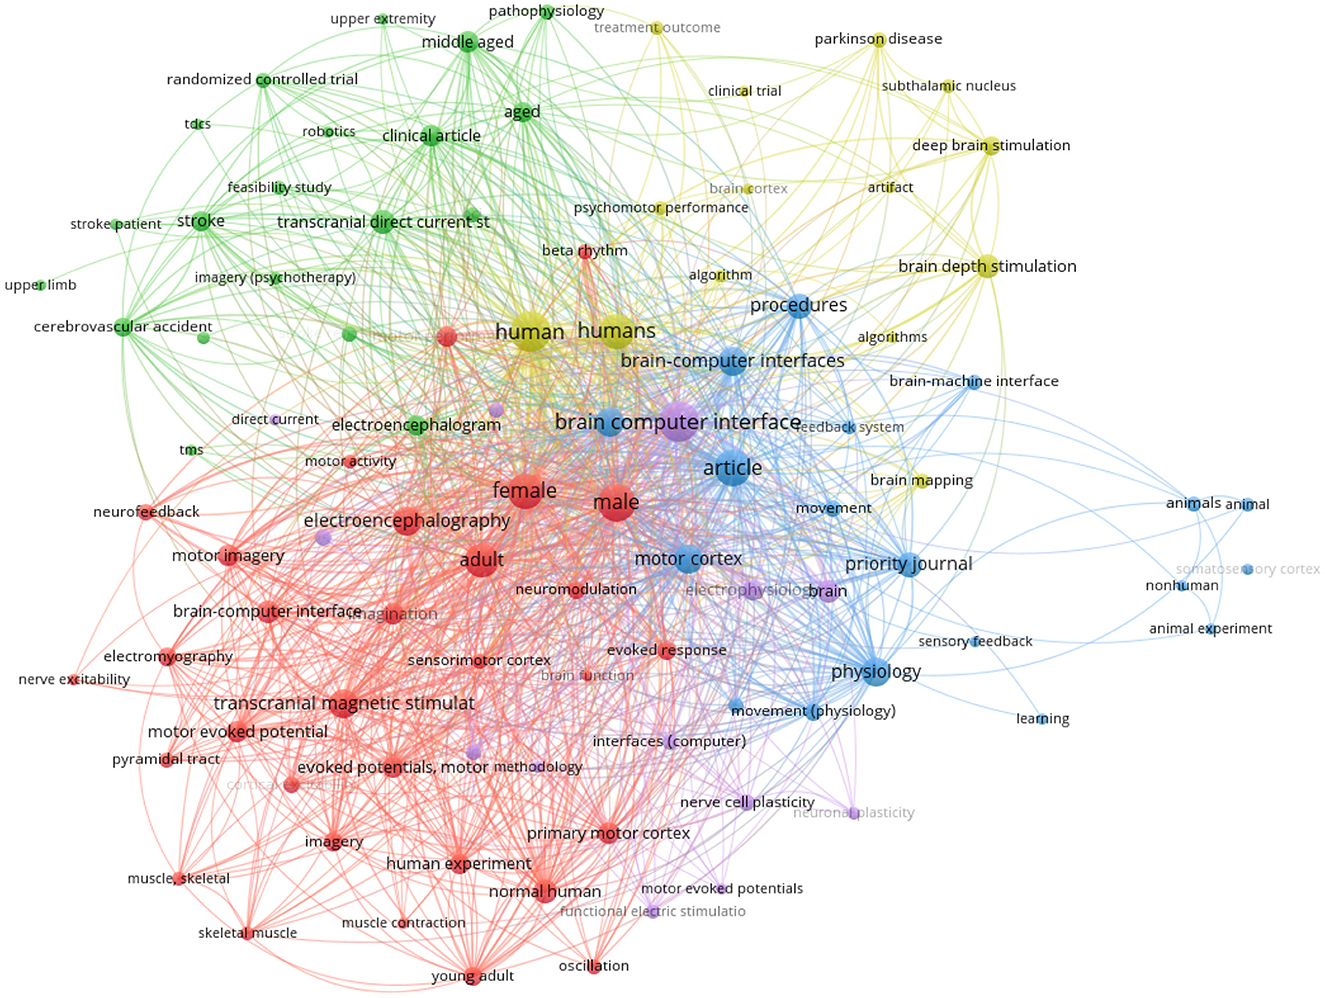 pathophysiology
upper extremity
treatment outcome
middle aged
parkinson disease
randomized controlled trial
subthalamic nucleus
clinical trial
aged
tdcs
robotics
clinical article
deep brain stimulation
feasibility study
brain cortex
artifact
psychomotor performance
stroke patient
stroke
transcranial direct current st
beta rhythm
brain depth stimulation
algorithm
imagery (psychotherapy)
upper limb
procedures
cerebrovascular accident
human
humans
algorithms
brain-computer interfaces
brain-machine interface
direct current
electroencephalogram
brain computer interface
feedback system
tms
motor activity
article
brain mapping
female
male
movement
animals
animal
neurofeedback
electroencephalography
motor imagery
adult
motor cortex
priority journal
somatosensory cortex
nonhuman
neuromodulation
electrophysiology
brain
brain-computer interface
imagination
animal experiment
sensory feedback
electromyography
sensorimotor cortex
evoked response
nerve excitability
brain function
physiology
transcranial magnetic stimulat
movement (physiology)
learning
motor evoked potential
interfaces (computer)
pyramidal tract
evoked potentials, motor
methodology
nerve cell plasticity
neuronal plasticity
imagery
primary motor cortex
human experiment
muscle, skeletal
normal human
motor evoked potentials
functional electric stimulatio
muscle contraction
skeletal muscle
young adult
oscillation